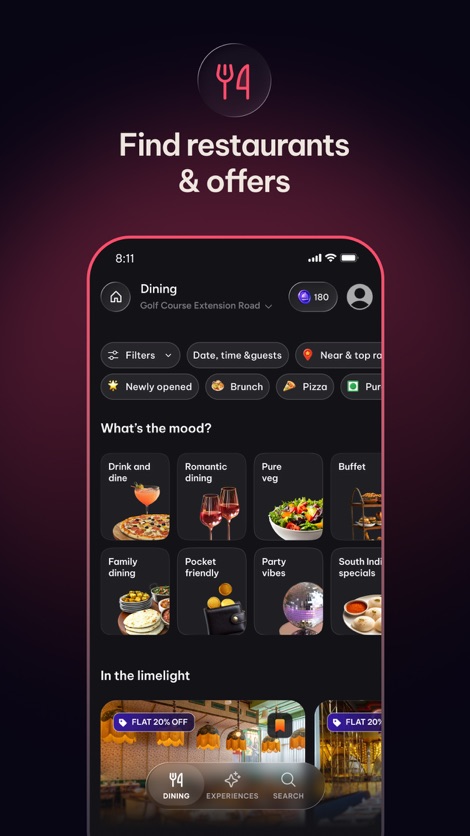 Find restaurants
& offers
8:11
Dining
Golf Course Extension Road
180
Filters
Date, time &guests
Near & top ra
Newly opened
Brunch
Pizza
Pur
What's the mood?
Drink and
dine
Romantic
dining
Pure
veg
Buffet
Family
dining
Pocket
friendly
Party
vibes
South Indi
specials
In the limelight
FLAT 20% OFF
FLAT 20%
DINING
EXPERIENCES
SEARCH